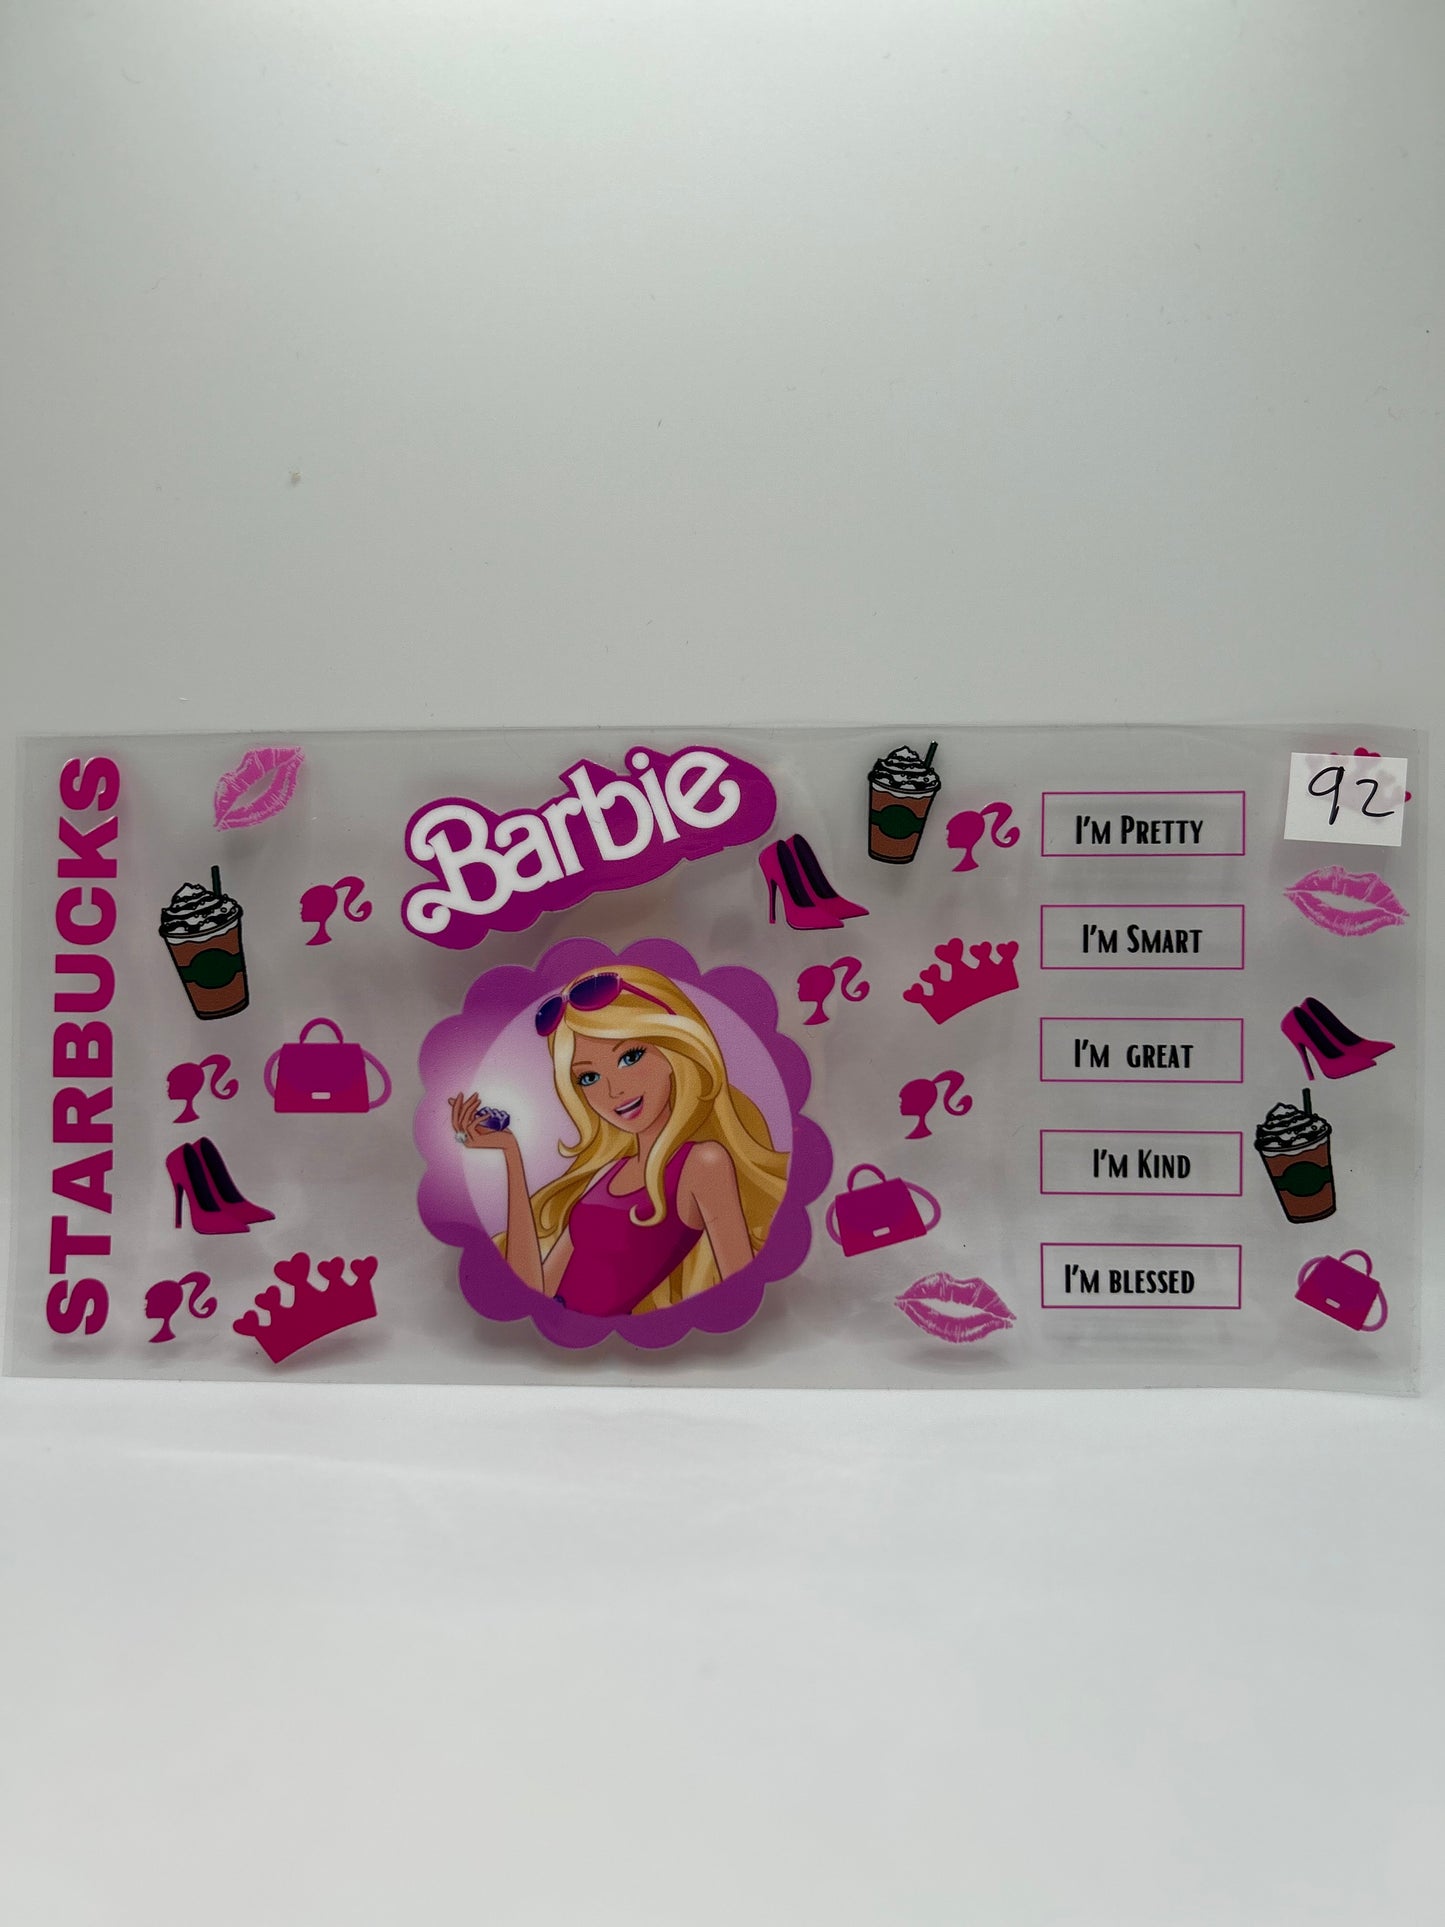 STARBUCKS
Barbie
I'm Pretty
I'm Smart
I'm great
I'm Kind
I'm blessed
92